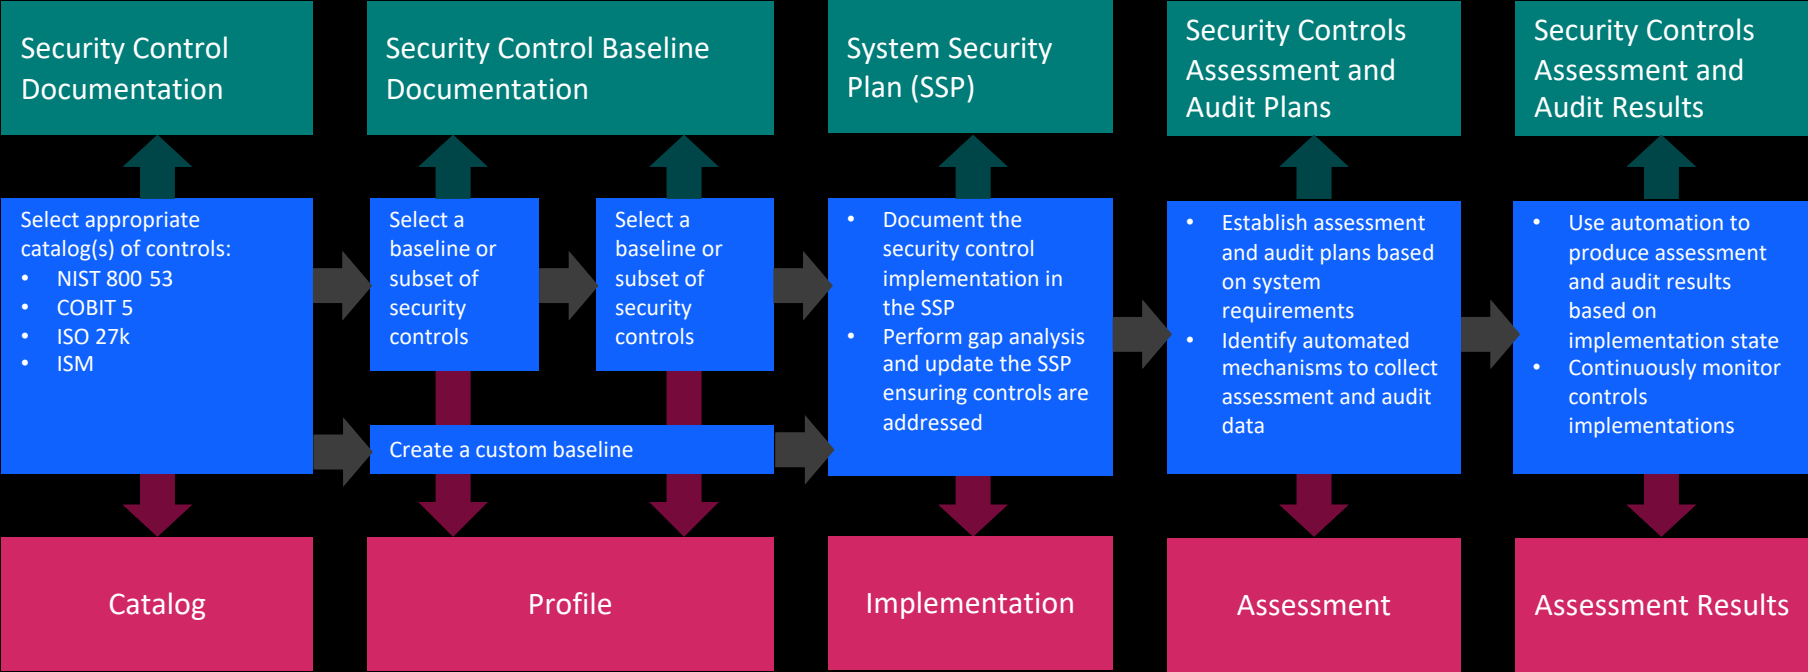 Security Control
Documentation
Security Control Baseline
Documentation
System Security
Plan (SSP)
Security Controls
Assessment and
Audit Plans
Security Controls
Assessment and
Audit Results
Select appropriate
catalog(s) of controls:
• NIST 800 53
• COBIT 5
• ISO 27k
• ISM
Select a
baseline or
subset of
security
controls
Select a
baseline or
subset of
security
controls
Create a custom baseline
• Document the
security control
implementation in
the SSP
• Perform gap analysis
and update the SSP
ensuring controls are
addressed
• Establish assessment
and audit plans based
on system
requirements
• Identify automated
mechanisms to collect
assessment and audit
data
• Use automation to
produce assessment
and audit results
based on
implementation state
• Continuously monitor
controls
implementations
Catalog
Profile
Implementation
Assessment
Assessment Results